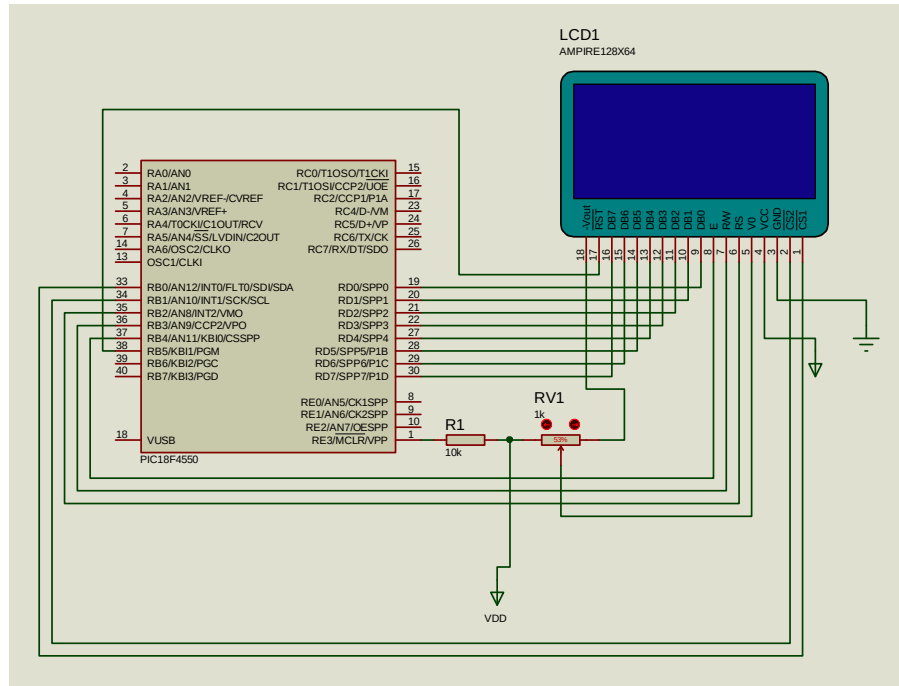 LCD1
AMPIRE128X64
-Vout
RST
DB7
DB6
DB5
DB4
DB3
DB2
DB1
DB0
E
R/W
RS
V0
VCC
GND
CS2
CS1
18
17
16
15
14
13
12
11
10
9
8
7
6
5
4
3
2
1
2 RA0/AN0 RC0/T1OSO/T1CKI 15
3 RA1/AN1 RC1/T1OSI/CCP2/UOE 16
4 RA2/AN2/VREF-/CVREF RC2/CCP1/P1A 17
5 RA3/AN3/VREF+ RC4/D-/VM 23
6 RA4/T0CKI/C1OUT/RCV RC5/D+/VP 24
7 RA5/AN4/SS/LVDIN/C2OUT RC6/TX/CK 25
14 RA6/OSC2/CLKO RC7/RX/DT/SDO 26
13 OSC1/CLKI
33 RB0/AN12/INT0/FLT0/SDI/SDA RD0/SPP0 19
34 RB1/AN10/INT1/SCK/SCL RD1/SPP1 20
35 RB2/AN8/INT2/VMO RD2/SPP2 21
36 RB3/AN9/CCP2/VPO RD3/SPP3 22
37 RB4/AN11/KBI0/CSSPP RD4/SPP4 27
38 RB5/KBI1/PGM RD5/SPP5/P1B 28
39 RB6/KBI2/PGC RD6/SPP6/P1C 29
40 RB7/KBI3/PGD RD7/SPP7/P1D 30
RE0/AN5/CK1SPP 8
RE1/AN6/CK2SPP 9
RE2/AN7/OESPP 10
18 VUSB RE3/MCLR/VPP 1
PIC18F4550
R1
10k
RV1
1k
53%
VDD